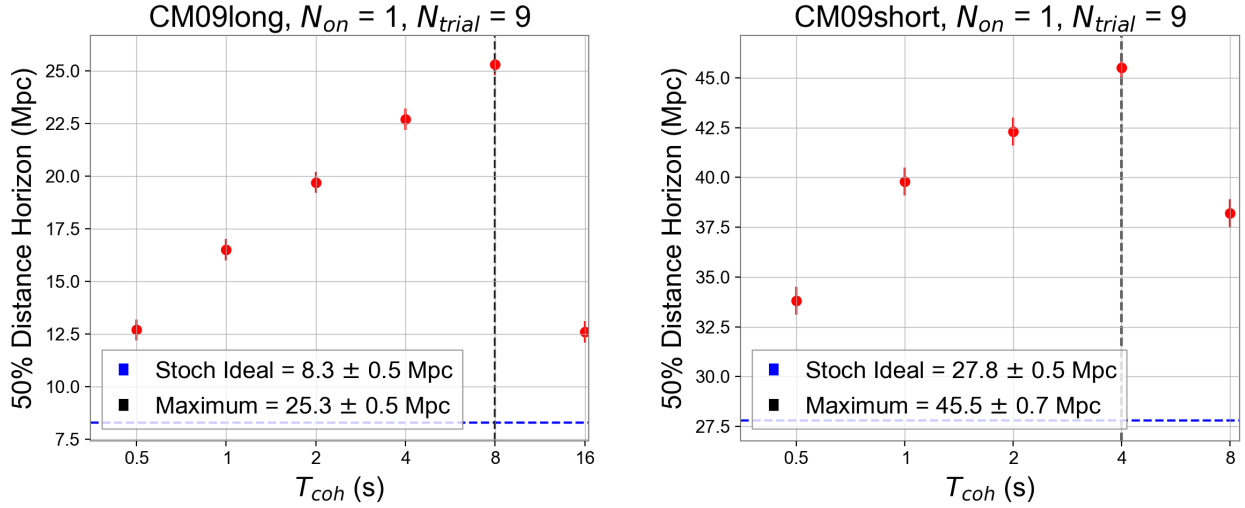 CM09long, N_on = 1, N_trial = 9
50% Distance Horizon (Mpc)
25.0
22.5
20.0
17.5
15.0
12.5
10.0
7.5
Stoch Ideal = 8.3 ± 0.5 Mpc
Maximum = 25.3 ± 0.5 Mpc
0.5 1 2 4 8 16
T_coh (s)
CM09short, N_on = 1, N_trial = 9
50% Distance Horizon (Mpc)
45.0
42.5
40.0
37.5
35.0
32.5
30.0
27.5
Stoch Ideal = 27.8 ± 0.5 Mpc
Maximum = 45.5 ± 0.7 Mpc
0.5 1 2 4 8
T_coh (s)